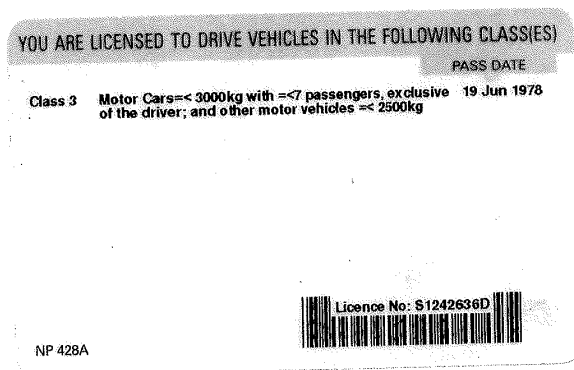 YOU ARE LICENSED TO DRIVE VEHICLES IN THE FOLLOWING CLASS(ES)
PASS DATE
Class 3 Motor Cars=< 3000kg with =<7 passengers, exclusive 19 Jun 1978
of the driver; and other motor vehicles =< 2500kg
Licence No: S1242636D
NP 428A